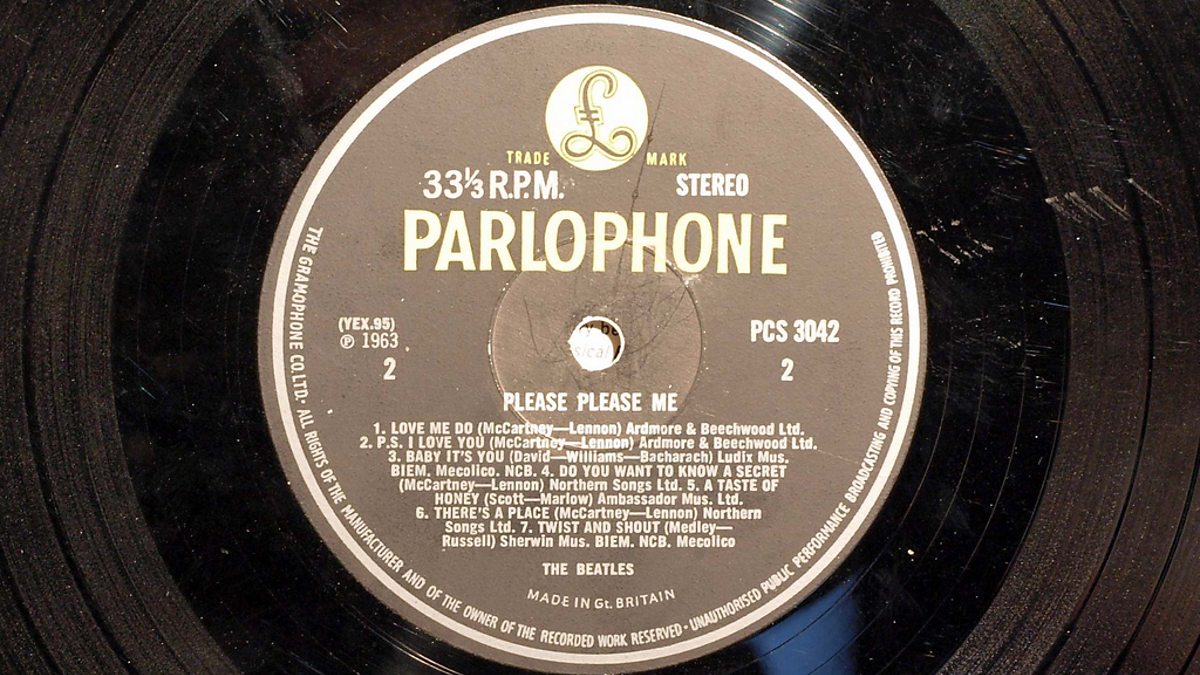 £
TRADE MARK
33⅓ R.P.M. STEREO
PARLOPHONE
(YEX.95)
℗ 1963
2
PCS 3042
2
sical
PLEASE PLEASE ME
1. LOVE ME DO (McCartney—Lennon) Ardmore & Beechwood Ltd.
2. P.S. I LOVE YOU (McCartney—Lennon) Ardmore & Beechwood Ltd.
3. BABY IT'S YOU (David—Williams—Bacharach) Ludix Mus.
BIEM. Mecolico. NCB. 4. DO YOU WANT TO KNOW A SECRET
(McCartney—Lennon) Northern Songs Ltd. 5. A TASTE OF
HONEY (Scott—Marlow) Ambassador Mus. Ltd.
6. THERE'S A PLACE (McCartney—Lennon) Northern
Songs Ltd. 7. TWIST AND SHOUT (Medley—
Russell) Sherwin Mus. BIEM. NCB. Mecolico
THE BEATLES
MADE IN Gt. BRITAIN
THE GRAMOPHONE CO. LTD. · ALL RIGHTS OF THE MANUFACTURER AND OF THE OWNER OF THE RECORDED WORK RESERVED · UNAUTHORISED PUBLIC PERFORMANCE BROADCASTING AND COPYING OF THIS RECORD PROHIBITED